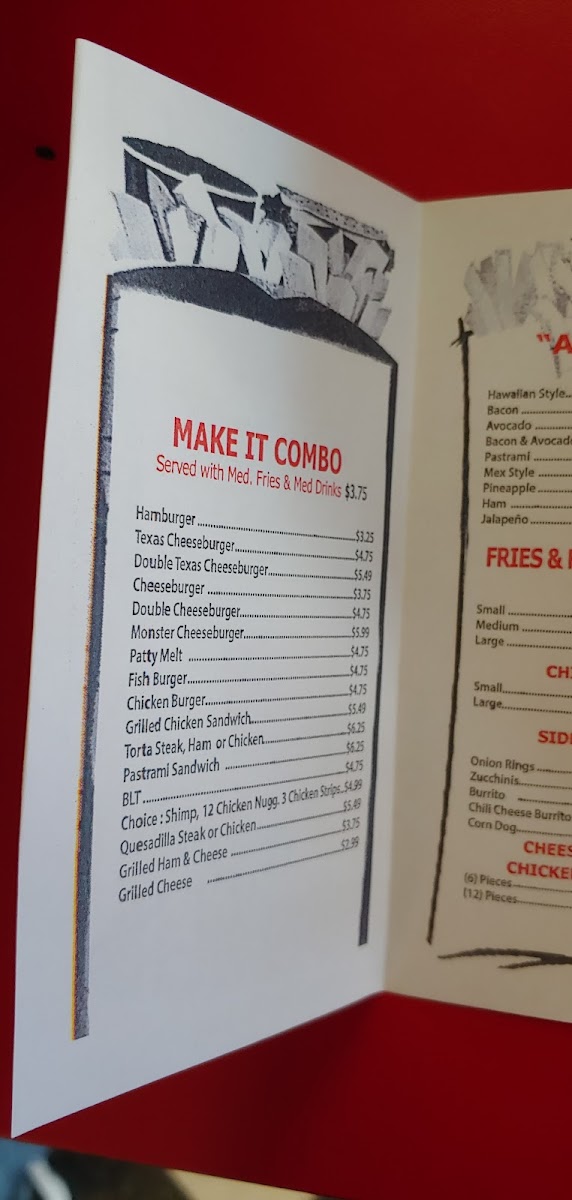 MAKE IT COMBO
Served with Med. Fries & Med Drinks $3.75
Hamburger ........ $3.25
Texas Cheeseburger ........ $4.75
Double Texas Cheeseburger ........ $5.49
Cheeseburger ........ $3.75
Double Cheeseburger ........ $4.75
Monster Cheeseburger ........ $5.99
Patty Melt ........ $4.75
Fish Burger ........ $4.75
Chicken Burger ........ $4.75
Grilled Chicken Sandwich ........ $5.49
Torta Steak, Ham or Chicken ........ $6.25
Pastrami Sandwich ........ $6.25
BLT ........ $4.75
Choice : Shimp, 12 Chicken Nugg. 3 Chicken Strips..$4.99
Quesadilla Steak or Chicken ........ $5.49
Grilled Ham & Cheese ........ $3.75
Grilled Cheese ........ $2.99
"A
Hawaiian Style
Bacon
Avocado
Bacon & Avocado
Pastrami
Mex Style
Pineapple
Ham
Jalapeño
FRIES &
Small
Medium
Large
CH
Small
Large
SID
Onion Rings
Zucchinis
Burrito
Chili Cheese Burrito
Corn Dog
CHEES
CHICKE
(6) Pieces
(12) Pieces